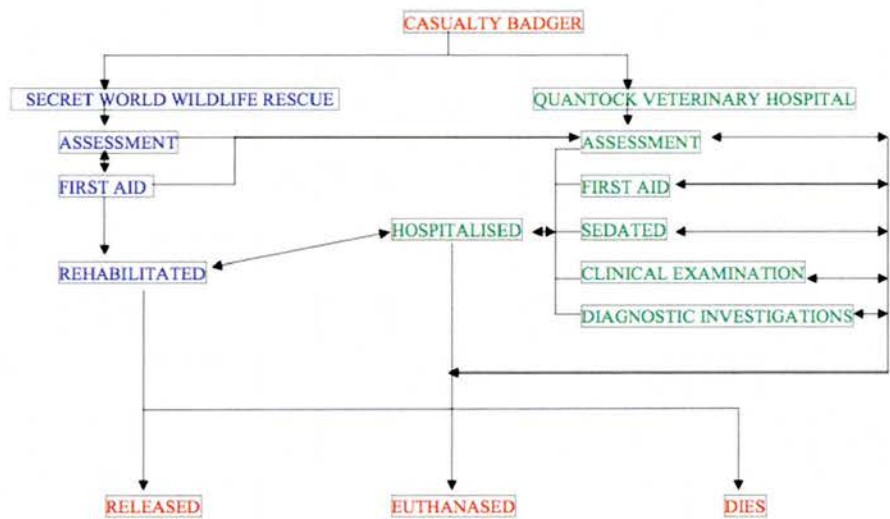 CASUALTY BADGER
SECRET WORLD WILDLIFE RESCUE
QUANTOCK VETERINARY HOSPITAL
ASSESSMENT
ASSESSMENT
FIRST AID
FIRST AID
HOSPITALISED
SEDATED
REHABILITATED
CLINICAL EXAMINATION
DIAGNOSTIC INVESTIGATIONS
RELEASED
EUTHANASED
DIES